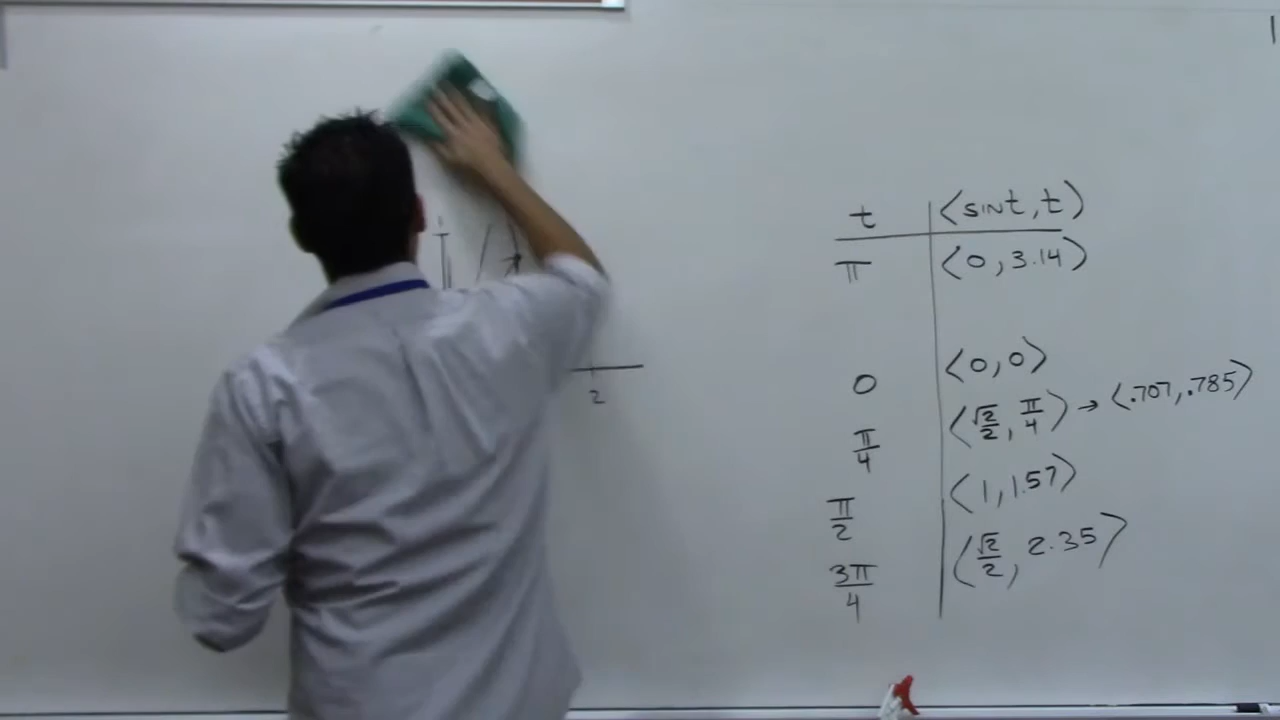 t ⟨sint, t⟩
π ⟨0, 3.14⟩
0 ⟨0, 0⟩
π/4 ⟨√2/2, π/4⟩ → ⟨.707, .785⟩
π/2 ⟨1, 1.57⟩
3π/4 ⟨√2/2, 2.35⟩
2